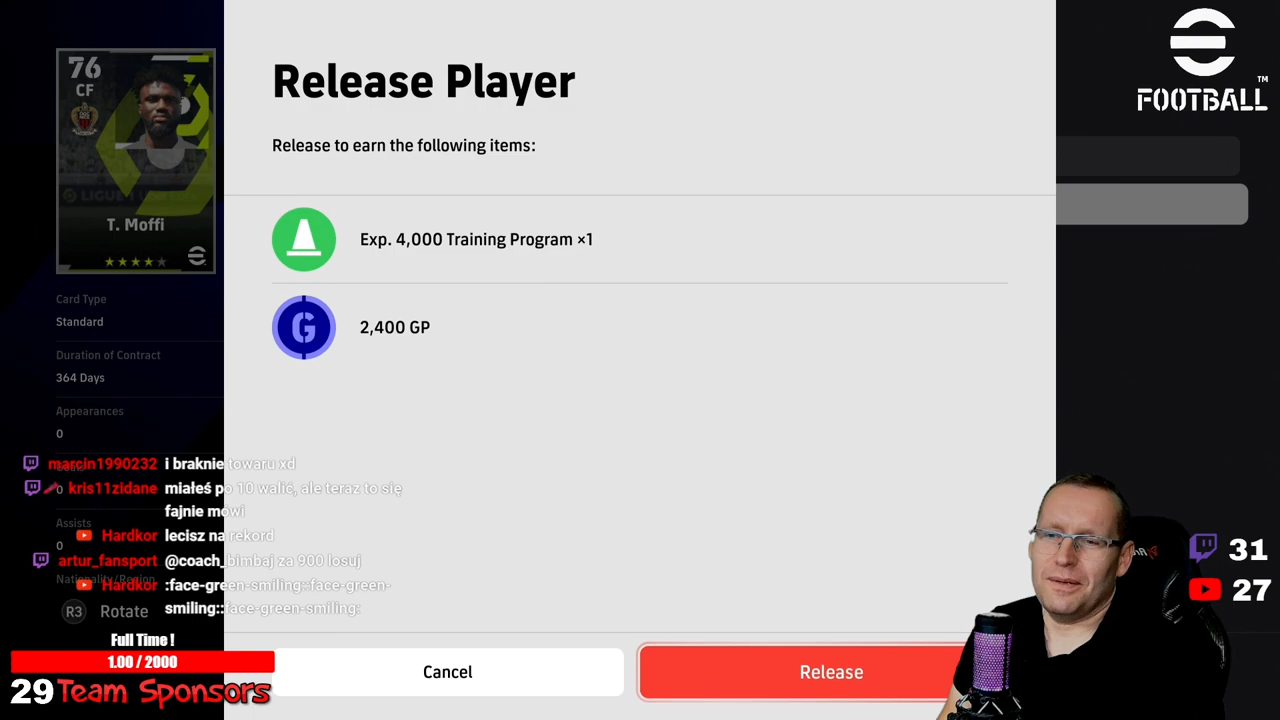 76
CF
T. Moffi
Card Type
Standard
Duration of Contract
364 Days
Appearances
0
0
Assists
0
Nationality/Region
R3 Rotate
Release Player
Release to earn the following items:
Exp. 4,000 Training Program ×1
G 2,400 GP
Cancel
Release
FOOTBALL™
marcin1990232 i braknie towaru xd
kris11zidane miałeś po 10 walić, ale teraz to się
fajnie mówi
Hardkor lecisz na rekord
artur_fansport @coach_bimbaj za 900 losuj
Hardkor :face-green-smiling::face-green-
smiling::face-green-smiling:
Full Time !
1.00 / 2000
29 Team Sponsors
31
27